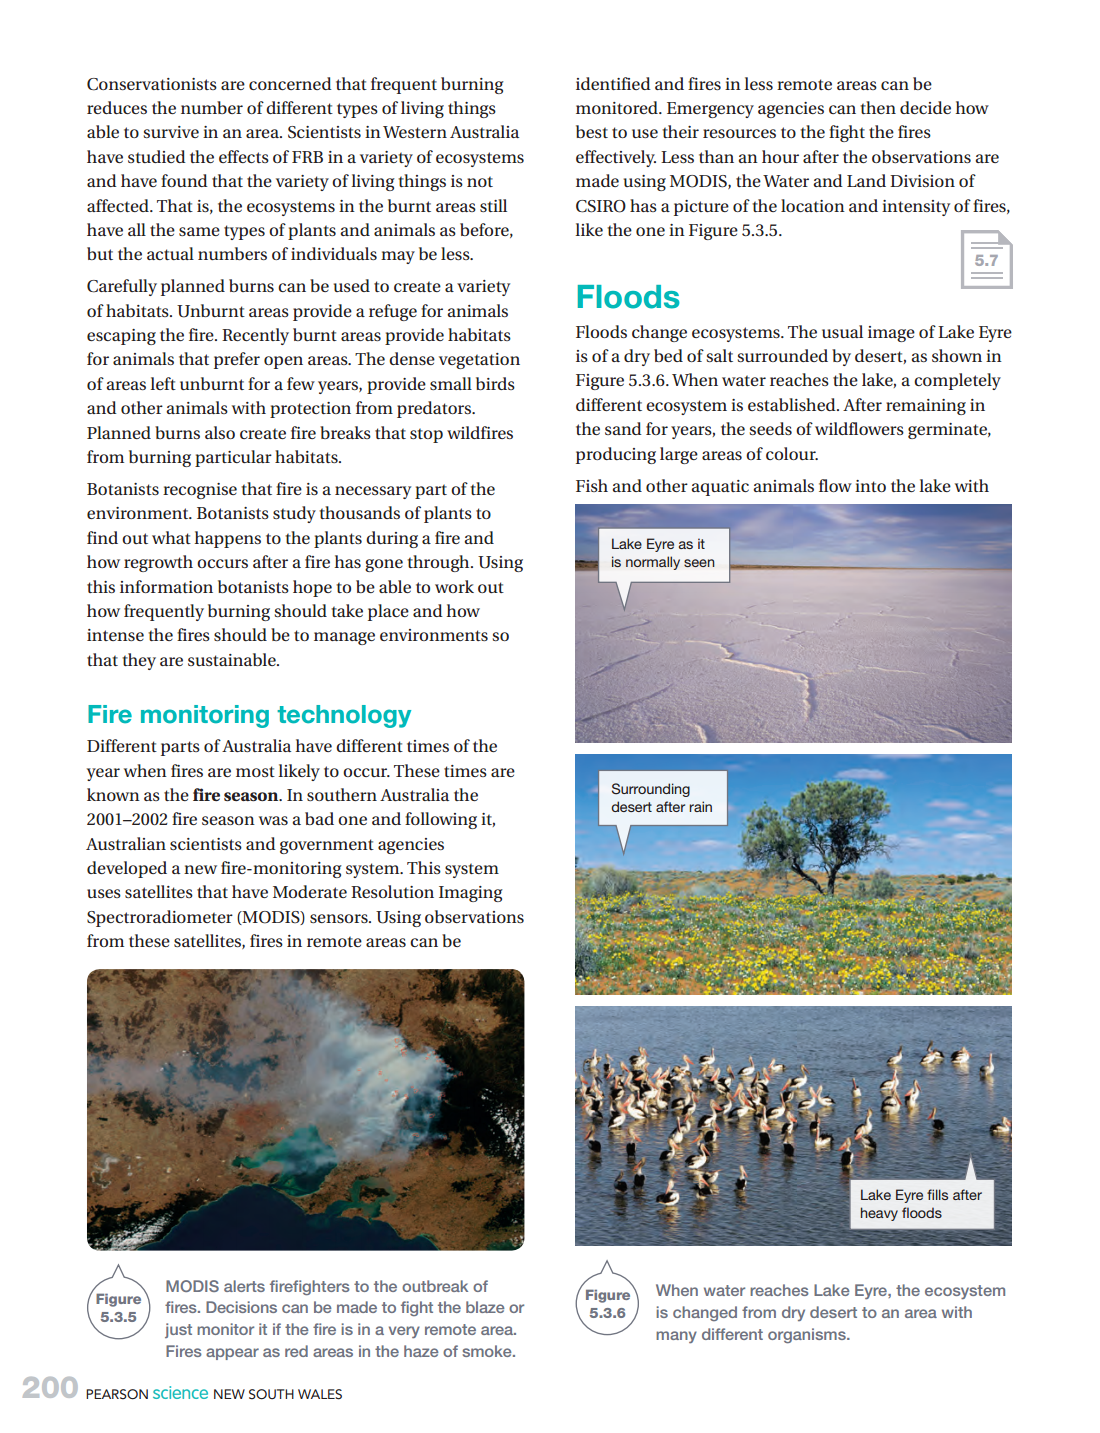 Conservationists are concerned that frequent burning
reduces the number of different types of living things
able to survive in an area. Scientists in Western Australia
have studied the effects of FRB in a variety of ecosystems
and have found that the variety of living things is not
affected. That is, the ecosystems in the burnt areas still
have all the same types of plants and animals as before,
but the actual numbers of individuals may be less.
Carefully planned burns can be used to create a variety
of habitats. Unburnt areas provide a refuge for animals
escaping the fire. Recently burnt areas provide habitats
for animals that prefer open areas. The dense vegetation
of areas left unburnt for a few years, provide small birds
and other animals with protection from predators.
Planned burns also create fire breaks that stop wildfires
from burning particular habitats.
Botanists recognise that fire is a necessary part of the
environment. Botanists study thousands of plants to
find out what happens to the plants during a fire and
how regrowth occurs after a fire has gone through. Using
this information botanists hope to be able to work out
how frequently burning should take place and how
intense the fires should be to manage environments so
that they are sustainable.
Fire monitoring technology
Different parts of Australia have different times of the
year when fires are most likely to occur. These times are
known as the fire season. In southern Australia the
2001–2002 fire season was a bad one and following it,
Australian scientists and government agencies
developed a new fire-monitoring system. This system
uses satellites that have Moderate Resolution Imaging
Spectroradiometer (MODIS) sensors. Using observations
from these satellites, fires in remote areas can be
Figure
5.3.5
MODIS alerts firefighters to the outbreak of
fires. Decisions can be made to fight the blaze or
just monitor it if the fire is in a very remote area.
Fires appear as red areas in the haze of smoke.
identified and fires in less remote areas can be
monitored. Emergency agencies can then decide how
best to use their resources to the fight the fires
effectively. Less than an hour after the observations are
made using MODIS, the Water and Land Division of
CSIRO has a picture of the location and intensity of fires,
like the one in Figure 5.3.5.
5.7
Floods
Floods change ecosystems. The usual image of Lake Eyre
is of a dry bed of salt surrounded by desert, as shown in
Figure 5.3.6. When water reaches the lake, a completely
different ecosystem is established. After remaining in
the sand for years, the seeds of wildflowers germinate,
producing large areas of colour.
Fish and other aquatic animals flow into the lake with
Lake Eyre as it
is normally seen
Surrounding
desert after rain
Lake Eyre fills after
heavy floods
Figure
5.3.6
When water reaches Lake Eyre, the ecosystem
is changed from dry desert to an area with
many different organisms.
200 PEARSON science NEW SOUTH WALES